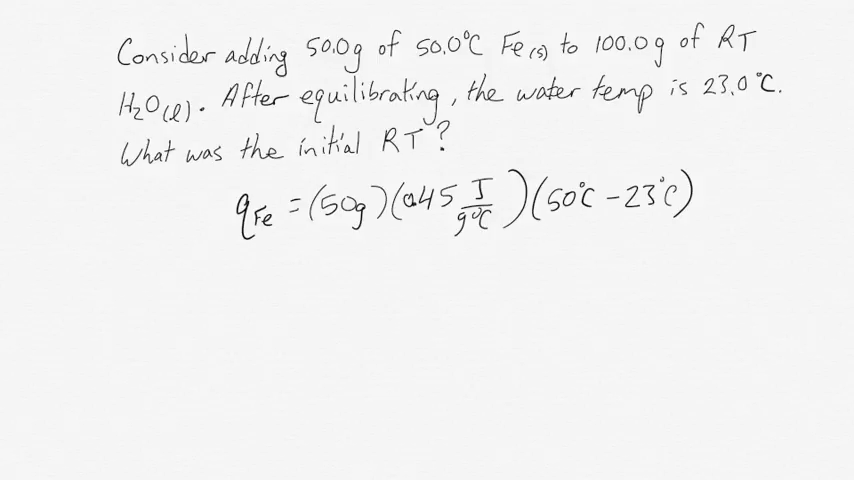 Consider adding 50.0g of 50.0°C Fe(s) to 100.0g of RT
H₂O(l). After equilibrating, the water temp is 23.0°C.
What was the initial RT?
q_Fe = (50g)(0.45 J/g°C)(50°C - 23°C)